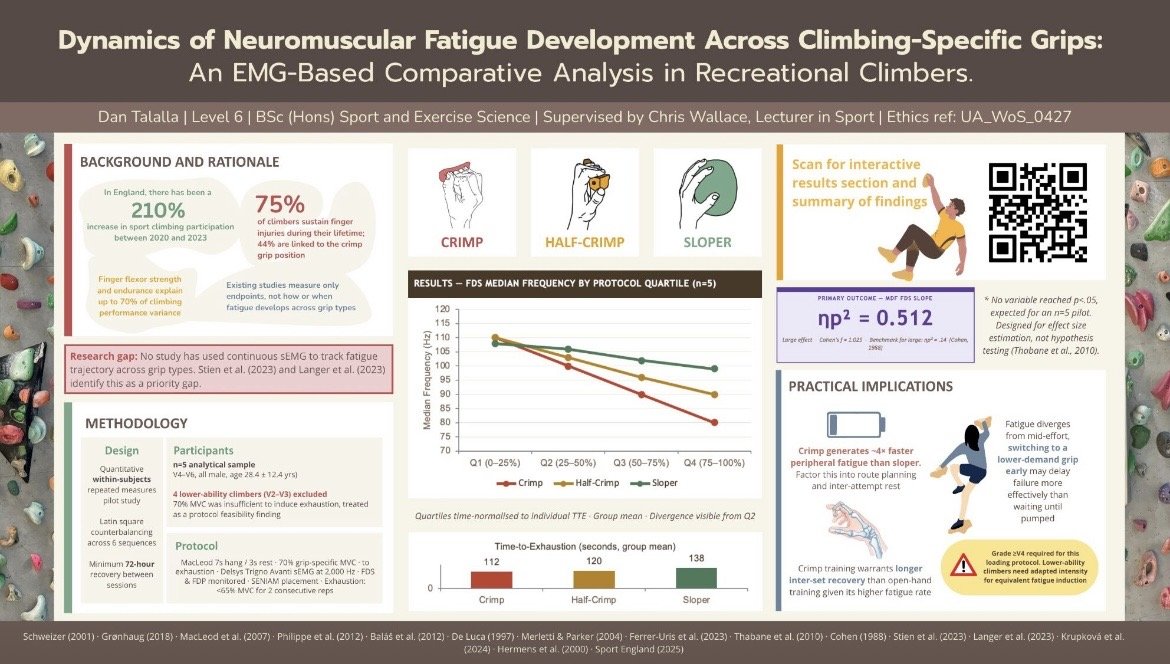 Dynamics of Neuromuscular Fatigue Development Across Climbing-Specific Grips:
An EMG-Based Comparative Analysis in Recreational Climbers.
Dan Talalla | Level 6 | BSc (Hons) Sport and Exercise Science | Supervised by Chris Wallace, Lecturer in Sport | Ethics ref: UA_WoS_0427
BACKGROUND AND RATIONALE
In England, there has been a
210%
increase in sport climbing participation
between 2020 and 2023
75%
of climbers sustain finger
injuries during their lifetime;
44% are linked to the crimp
grip position
Finger flexor strength
and endurance explain
up to 70% of climbing
performance variance
Existing studies measure only
endpoints, not how or when
fatigue develops across grip types
Research gap: No study has used continuous sEMG to track fatigue
trajectory across grip types. Stien et al. (2023) and Langer et al. (2023)
identify this as a priority gap.
METHODOLOGY
Design
Quantitative
within-subjects
repeated measures
pilot study
Latin square
counterbalancing
across 6 sequences
Minimum 72-hour
recovery between
sessions
Participants
n=5 analytical sample
V4–V6, all male, age 28.4 ± 12.4 yrs)
4 lower-ability climbers (V2–V3) excluded
70% MVC was insufficient to induce exhaustion, treated
as a protocol feasibility finding
Protocol
MacLeod 7s hang / 3s rest · 70% grip-specific MVC · to
exhaustion · Delsys Trigno Avanti sEMG at 2,000 Hz · FDS
& FDP monitored · SENIAM placement · Exhaustion:
<65% MVC for 2 consecutive reps
CRIMP
HALF-CRIMP
SLOPER
RESULTS — FDS MEDIAN FREQUENCY BY PROTOCOL QUARTILE (n=5)
Median Frequency (Hz)
120
115
110
105
100
95
90
85
80
75
70
Q1 (0–25%)
Q2 (25–50%)
Q3 (50–75%)
Q4 (75–100%)
Crimp
Half-Crimp
Sloper
Quartiles time-normalised to individual TTE · Group mean · Divergence visible from Q2
Time-to-Exhaustion (seconds, group mean)
112
120
138
0
Crimp
Half-Crimp
Sloper
Scan for interactive
results section and
summary of findings
PRIMARY OUTCOME — MDF FDS SLOPE
ηp² = 0.512
Large effect · Cohen's f = 1.025 · Benchmark for large: ηp² = .14 (Cohen,
1988)
* No variable reached p<.05,
expected for an n=5 pilot.
Designed for effect size
estimation, not hypothesis
testing (Thabane et al., 2010).
PRACTICAL IMPLICATIONS
Crimp generates ~4× faster
peripheral fatigue than sloper.
Factor this into route planning
and inter-attempt rest
Fatigue diverges
from mid-effort,
switching to a
lower-demand grip
early may delay
failure more
effectively than
waiting until
pumped
Crimp training warrants longer
inter-set recovery than open-hand
training given its higher fatigue rate
Grade ≥V4 required for this
loading protocol. Lower-ability
climbers need adapted intensity
for equivalent fatigue induction
Schweizer (2001) · Grønhaug (2018) · MacLeod et al. (2007) · Philippe et al. (2012) · Baláš et al. (2012) · De Luca (1997) · Merletti & Parker (2004) · Ferrer-Uris et al. (2023) · Thabane et al. (2010) · Cohen (1988) · Stien et al. (2023) · Langer et al. (2023) · Krupková et al.
(2024) · Hermens et al. (2000) · Sport England (2025)